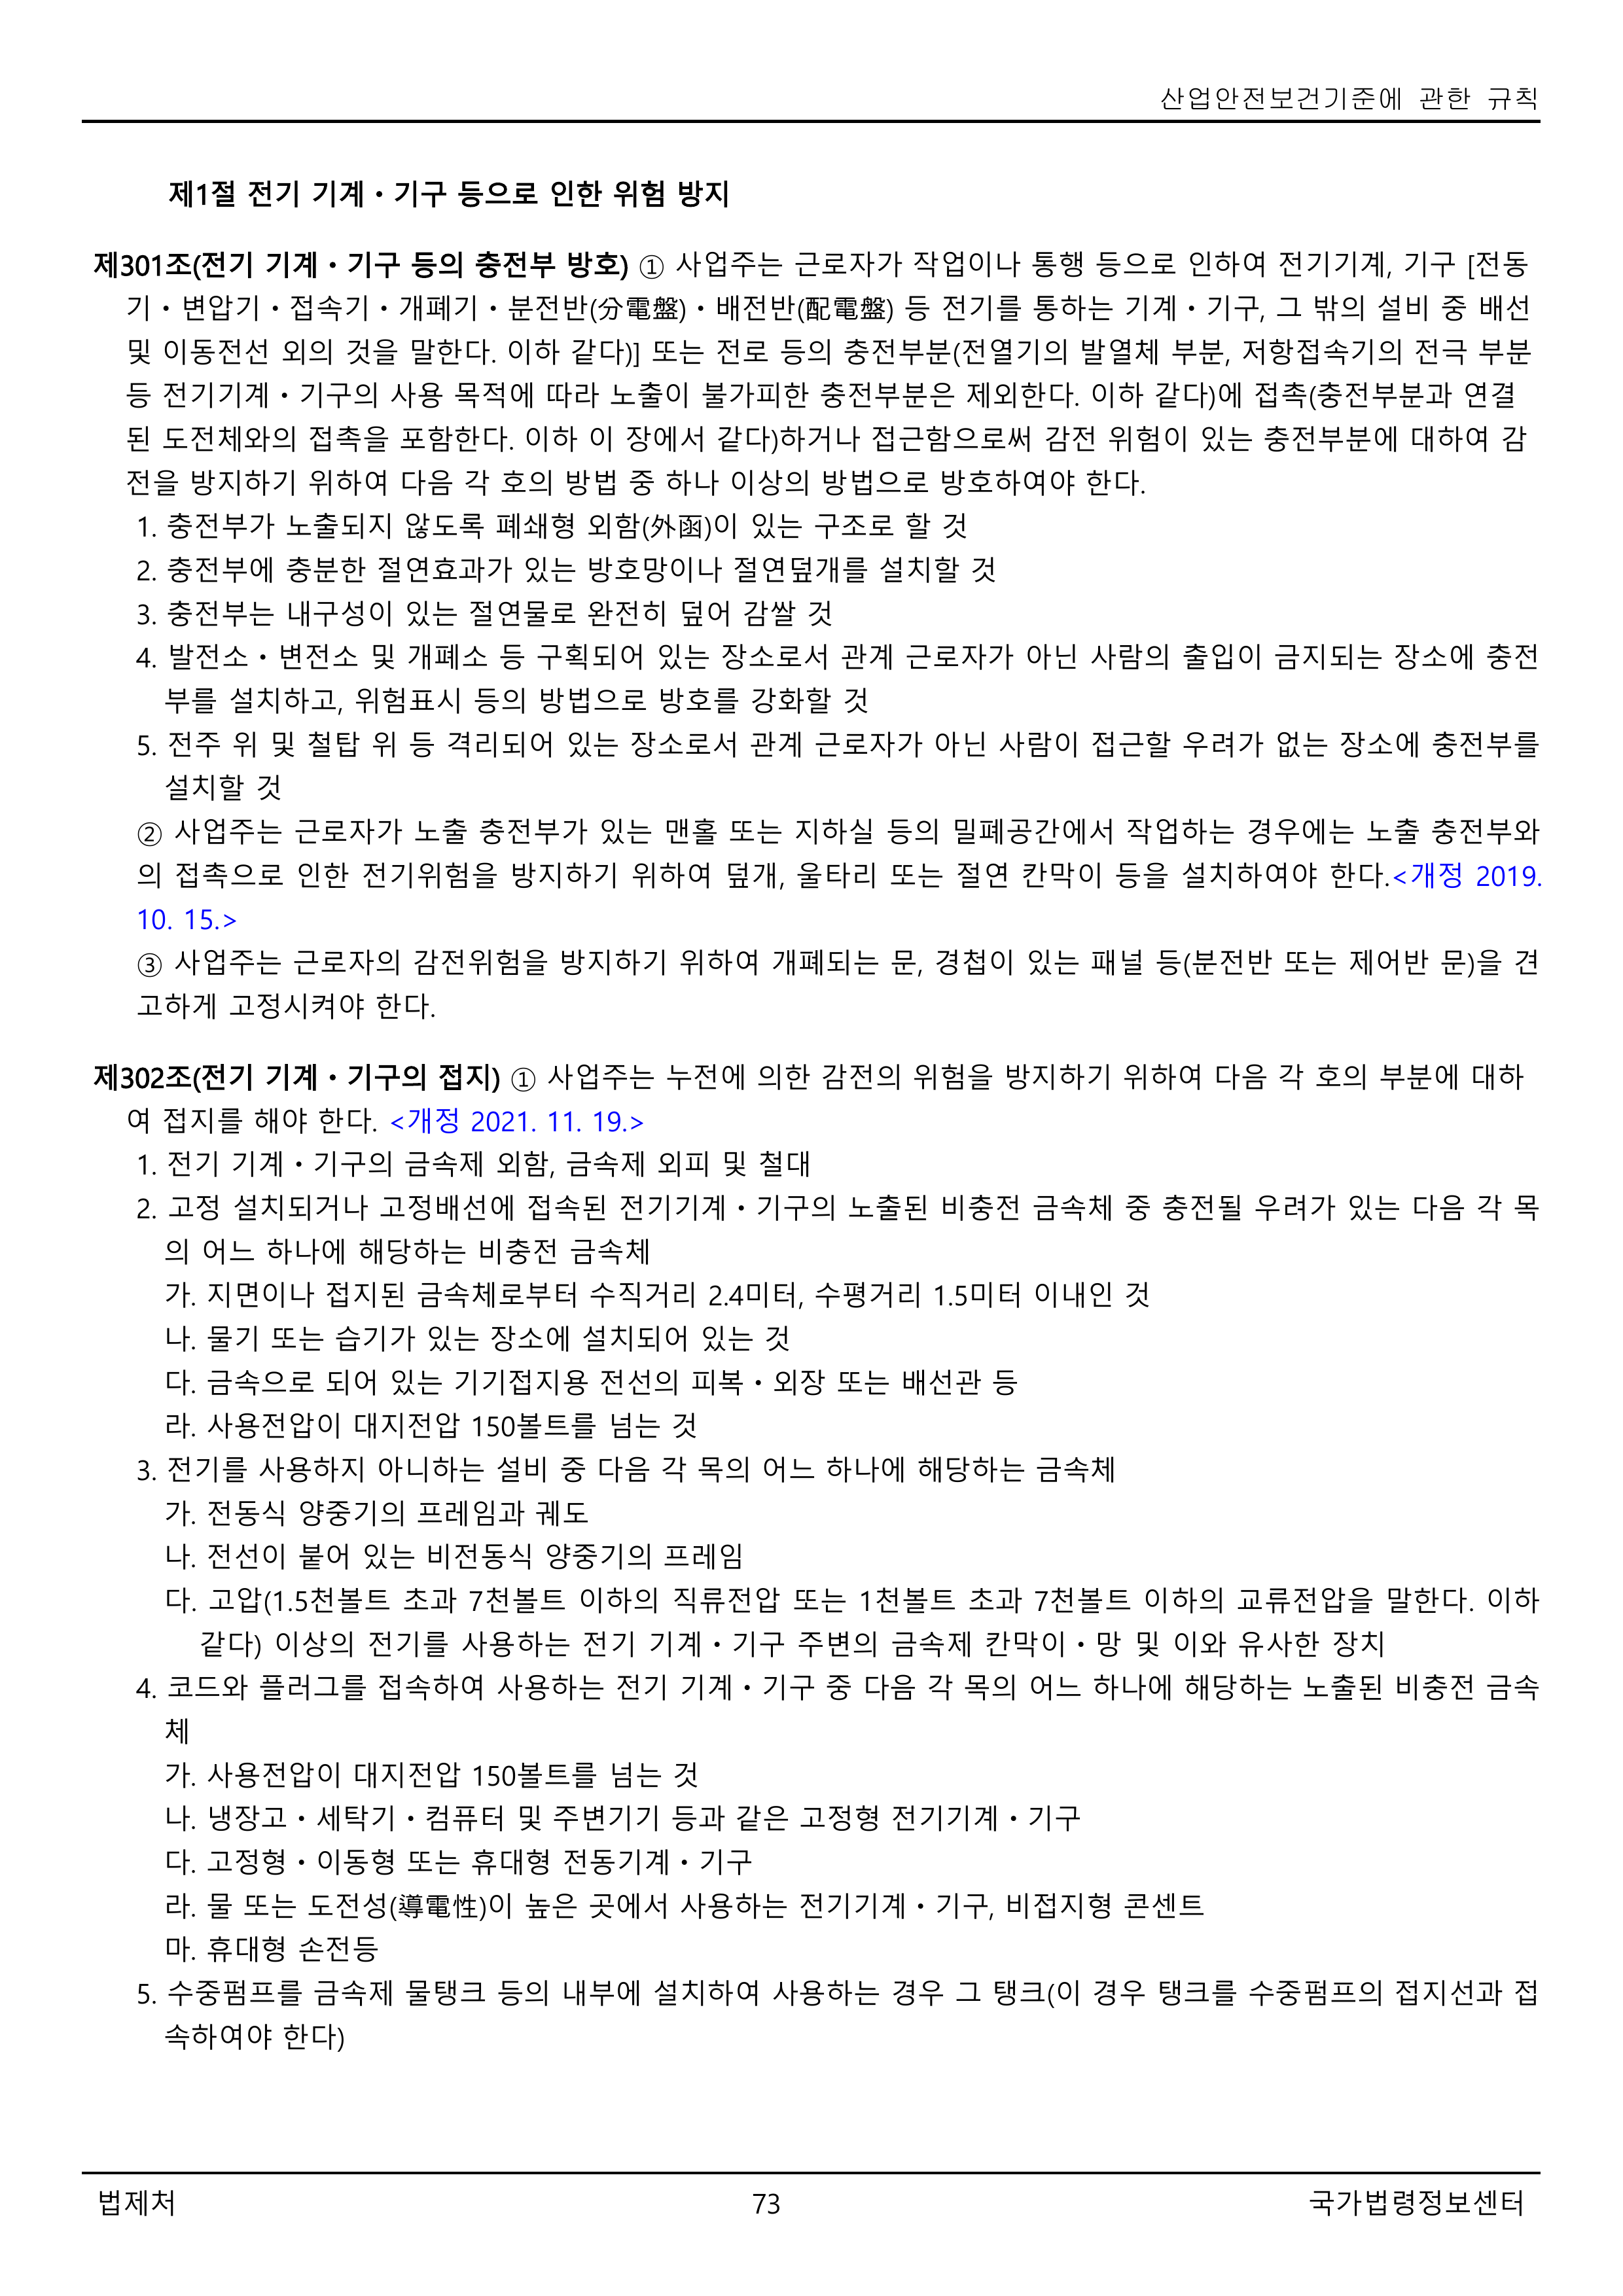 산업안전보건기준에 관한 규칙
제1절 전기 기계ㆍ기구 등으로 인한 위험 방지
제301조(전기 기계ㆍ기구 등의 충전부 방호) ① 사업주는 근로자가 작업이나 통행 등으로 인하여 전기기계, 기구 [전동
기ㆍ변압기ㆍ접속기ㆍ개폐기ㆍ분전반(分電盤)ㆍ배전반(配電盤) 등 전기를 통하는 기계ㆍ기구, 그 밖의 설비 중 배선
및 이동전선 외의 것을 말한다. 이하 같다)] 또는 전로 등의 충전부분(전열기의 발열체 부분, 저항접속기의 전극 부분
등 전기기계ㆍ기구의 사용 목적에 따라 노출이 불가피한 충전부분은 제외한다. 이하 같다)에 접촉(충전부분과 연결
된 도전체와의 접촉을 포함한다. 이하 이 장에서 같다)하거나 접근함으로써 감전 위험이 있는 충전부분에 대하여 감
전을 방지하기 위하여 다음 각 호의 방법 중 하나 이상의 방법으로 방호하여야 한다.
1. 충전부가 노출되지 않도록 폐쇄형 외함(外函)이 있는 구조로 할 것
2. 충전부에 충분한 절연효과가 있는 방호망이나 절연덮개를 설치할 것
3. 충전부는 내구성이 있는 절연물로 완전히 덮어 감쌀 것
4. 발전소ㆍ변전소 및 개폐소 등 구획되어 있는 장소로서 관계 근로자가 아닌 사람의 출입이 금지되는 장소에 충전
부를 설치하고, 위험표시 등의 방법으로 방호를 강화할 것
5. 전주 위 및 철탑 위 등 격리되어 있는 장소로서 관계 근로자가 아닌 사람이 접근할 우려가 없는 장소에 충전부를
설치할 것
② 사업주는 근로자가 노출 충전부가 있는 맨홀 또는 지하실 등의 밀폐공간에서 작업하는 경우에는 노출 충전부와
의 접촉으로 인한 전기위험을 방지하기 위하여 덮개, 울타리 또는 절연 칸막이 등을 설치하여야 한다.<개정 2019.
10. 15.>
③ 사업주는 근로자의 감전위험을 방지하기 위하여 개폐되는 문, 경첩이 있는 패널 등(분전반 또는 제어반 문)을 견
고하게 고정시켜야 한다.
제302조(전기 기계ㆍ기구의 접지) ① 사업주는 누전에 의한 감전의 위험을 방지하기 위하여 다음 각 호의 부분에 대하
여 접지를 해야 한다. <개정 2021. 11. 19.>
1. 전기 기계ㆍ기구의 금속제 외함, 금속제 외피 및 철대
2. 고정 설치되거나 고정배선에 접속된 전기기계ㆍ기구의 노출된 비충전 금속체 중 충전될 우려가 있는 다음 각 목
의 어느 하나에 해당하는 비충전 금속체
가. 지면이나 접지된 금속체로부터 수직거리 2.4미터, 수평거리 1.5미터 이내인 것
나. 물기 또는 습기가 있는 장소에 설치되어 있는 것
다. 금속으로 되어 있는 기기접지용 전선의 피복ㆍ외장 또는 배선관 등
라. 사용전압이 대지전압 150볼트를 넘는 것
3. 전기를 사용하지 아니하는 설비 중 다음 각 목의 어느 하나에 해당하는 금속체
가. 전동식 양중기의 프레임과 궤도
나. 전선이 붙어 있는 비전동식 양중기의 프레임
다. 고압(1.5천볼트 초과 7천볼트 이하의 직류전압 또는 1천볼트 초과 7천볼트 이하의 교류전압을 말한다. 이하
같다) 이상의 전기를 사용하는 전기 기계ㆍ기구 주변의 금속제 칸막이ㆍ망 및 이와 유사한 장치
4. 코드와 플러그를 접속하여 사용하는 전기 기계ㆍ기구 중 다음 각 목의 어느 하나에 해당하는 노출된 비충전 금속
체
가. 사용전압이 대지전압 150볼트를 넘는 것
나. 냉장고ㆍ세탁기ㆍ컴퓨터 및 주변기기 등과 같은 고정형 전기기계ㆍ기구
다. 고정형ㆍ이동형 또는 휴대형 전동기계ㆍ기구
라. 물 또는 도전성(導電性)이 높은 곳에서 사용하는 전기기계ㆍ기구, 비접지형 콘센트
마. 휴대형 손전등
5. 수중펌프를 금속제 물탱크 등의 내부에 설치하여 사용하는 경우 그 탱크(이 경우 탱크를 수중펌프의 접지선과 접
속하여야 한다)
법제처 73 국가법령정보센터